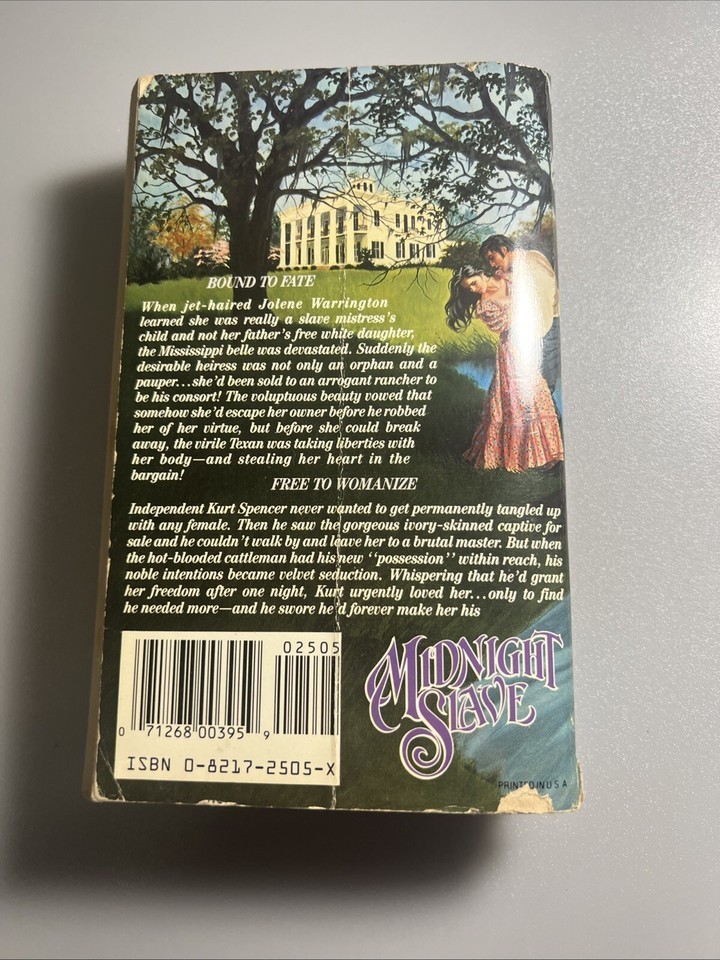 BOUND TO FATE
When jet-haired Jolene Warrington
learned she was really a slave mistress's
child and not her father's free white daughter,
the Mississippi belle was devastated. Suddenly the
desirable heiress was not only an orphan and a
pauper...she'd been sold to an arrogant rancher to
be his consort! The voluptuous beauty vowed that
somehow she'd escape her owner before he robbed
her of her virtue, but before she could break
away, the virile Texan was taking liberties with
her body—and stealing her heart in the
bargain!
FREE TO WOMANIZE
Independent Kurt Spencer never wanted to get permanently tangled up
with any female. Then he saw the gorgeous ivory-skinned captive for
sale and he couldn't walk by and leave her to a brutal master. But when
the hot-blooded cattleman had his new "possession" within reach, his
noble intentions became velvet seduction. Whispering that he'd grant
her freedom after one night, Kurt urgently loved her...only to find
he needed more—and he swore he'd forever make her his
02505
0 71268 00395 9
ISBN 0-8217-2505-X
MIDNIGHT
SLAVE
PRINTED IN U S A